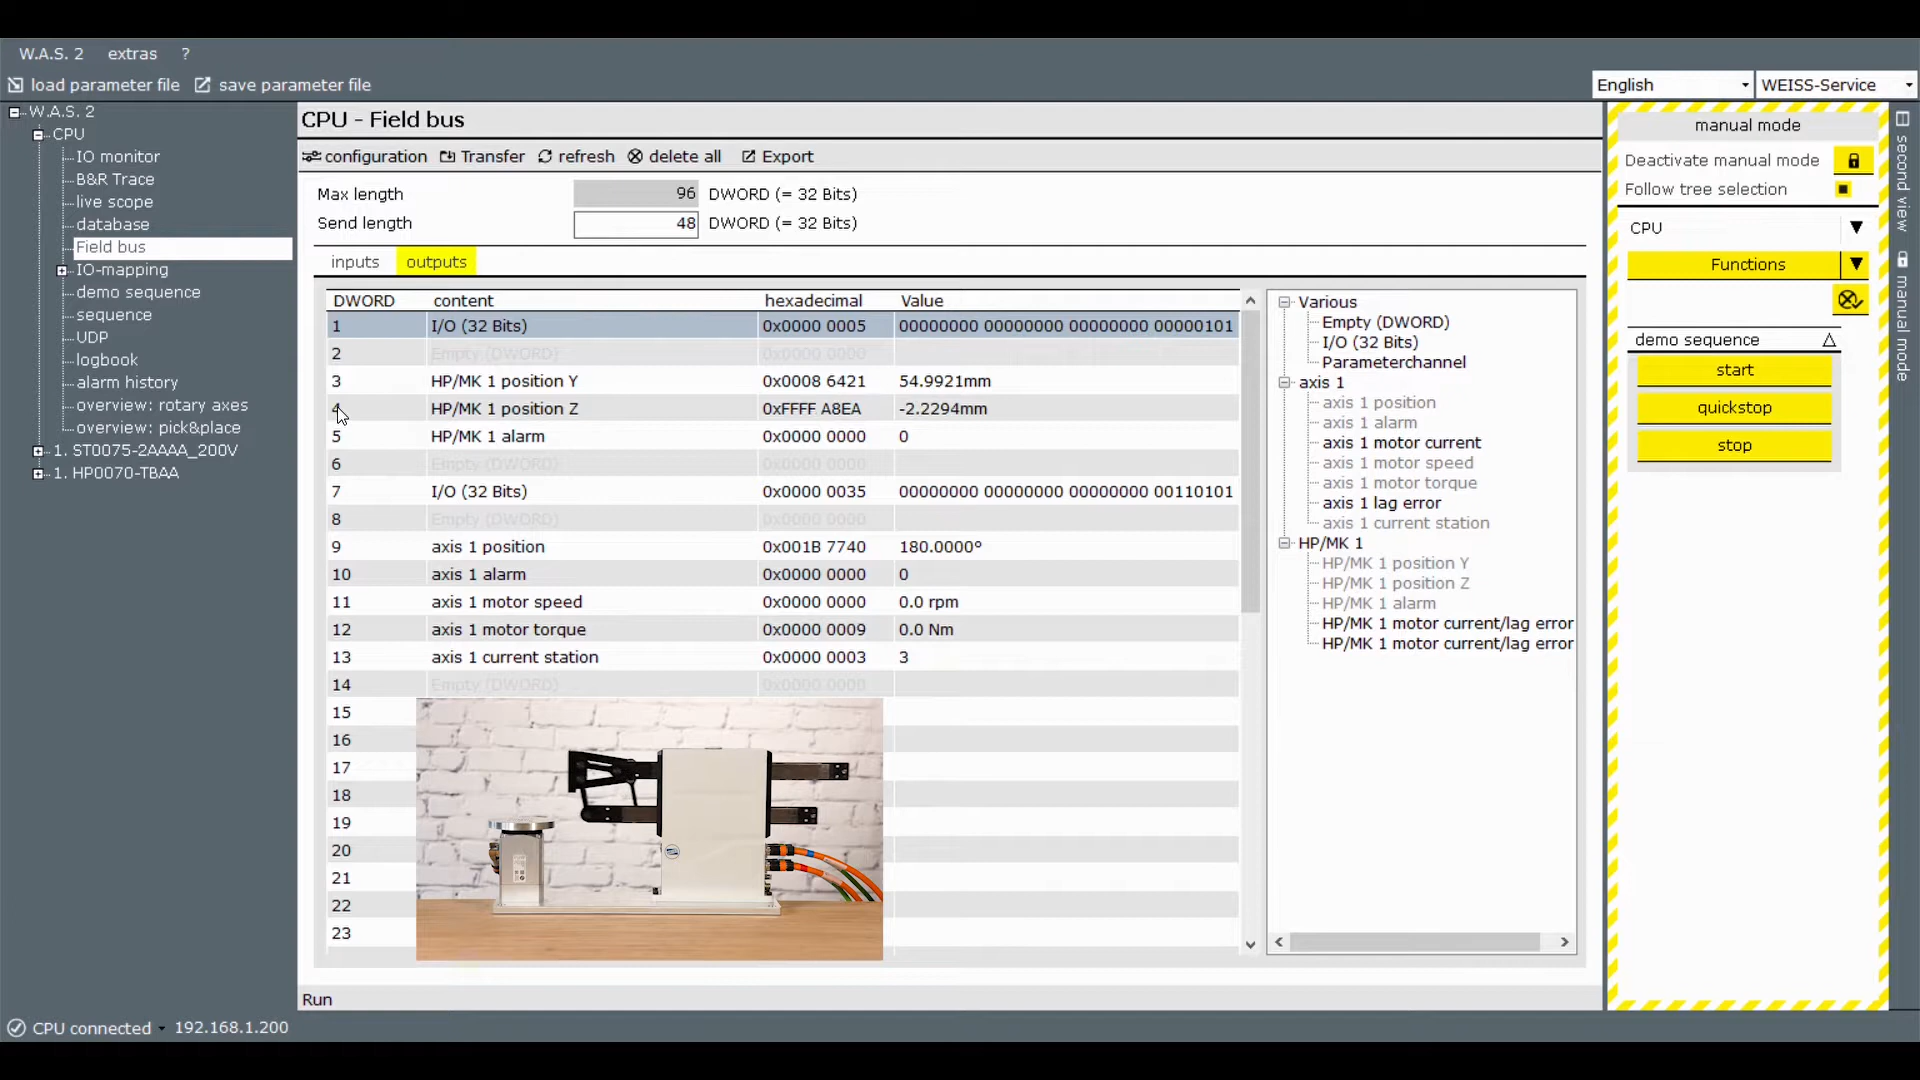 W.A.S. 2 extras ?
load parameter file save parameter file English WEISS-Service
W.A.S. 2
CPU
IO monitor
B&R Trace
live scope
database
Field bus
IO-mapping
demo sequence
sequence
UDP
logbook
alarm history
overview: rotary axes
overview: pick&place
1. ST0075-2AAAA_200V
1. HP0070-TBAA
CPU - Field bus
configuration Transfer refresh delete all Export
Max length 96 DWORD (= 32 Bits)
Send length 48 DWORD (= 32 Bits)
inputs outputs
DWORD content hexadecimal Value
1 I/O (32 Bits) 0x0000 0005 00000000 00000000 00000000 00000101
2 Empty (DWORD) 0x0000 0000
3 HP/MK 1 position Y 0x0008 6421 54.9921mm
4 HP/MK 1 position Z 0xFFFF A8EA -2.2294mm
5 HP/MK 1 alarm 0x0000 0000 0
6 Empty (DWORD) 0x0000 0000
7 I/O (32 Bits) 0x0000 0035 00000000 00000000 00000000 00110101
8 Empty (DWORD) 0x0000 0000
9 axis 1 position 0x001B 7740 180.0000º
10 axis 1 alarm 0x0000 0000 0
11 axis 1 motor speed 0x0000 0000 0.0 rpm
12 axis 1 motor torque 0x0000 0009 0.0 Nm
13 axis 1 current station 0x0000 0003 3
14 Empty (DWORD) 0x0000 0000
15
16
17
18
19
20
21
22
23
Various
Empty (DWORD)
I/O (32 Bits)
Parameterchannel
axis 1
axis 1 position
axis 1 alarm
axis 1 motor current
axis 1 motor speed
axis 1 motor torque
axis 1 lag error
axis 1 current station
HP/MK 1
HP/MK 1 position Y
HP/MK 1 position Z
HP/MK 1 alarm
HP/MK 1 motor current/lag error
HP/MK 1 motor current/lag error
manual mode
Deactivate manual mode
Follow tree selection
CPU
Functions
demo sequence
start
quickstop
stop
second view
manual mode
Run
CPU connected 192.168.1.200